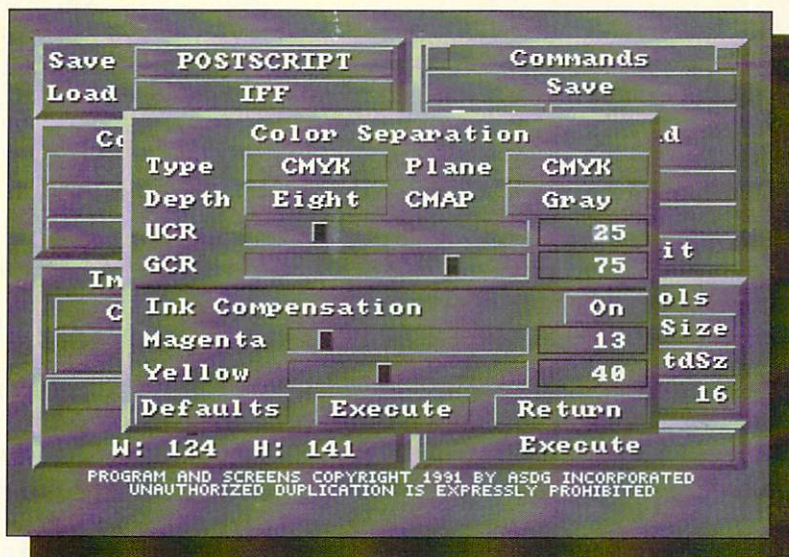 Save POSTSCRIPT
Load IFF
Commands
Save
Color Separation
Type CMYK Plane CMYK
Depth Eight CMAP Gray
UCR 25
GCR 75
Ink Compensation On
Magenta 13
Yellow 40
Defaults Execute Return
Size
16
W: 124 H: 141
Execute
PROGRAM AND SCREENS COPYRIGHT 1991 BY ASDG INCORPORATED
UNAUTHORIZED DUPLICATION IS EXPRESSLY PROHIBITED